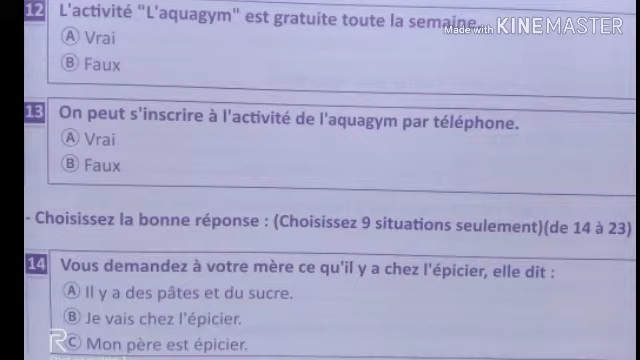 12 L'activité "L'aquagym" est gratuite toute la semaine.
Made with KINEMASTER
Ⓐ Vrai
Ⓑ Faux
13 On peut s'inscrire à l'activité de l'aquagym par téléphone.
Ⓐ Vrai
Ⓑ Faux
- Choisissez la bonne réponse : (Choisissez 9 situations seulement)(de 14 à 23)
14 Vous demandez à votre mère ce qu'il y a chez l'épicier, elle dit :
Ⓐ Il y a des pâtes et du sucre.
Ⓑ Je vais chez l'épicier.
Ⓒ Mon père est épicier.